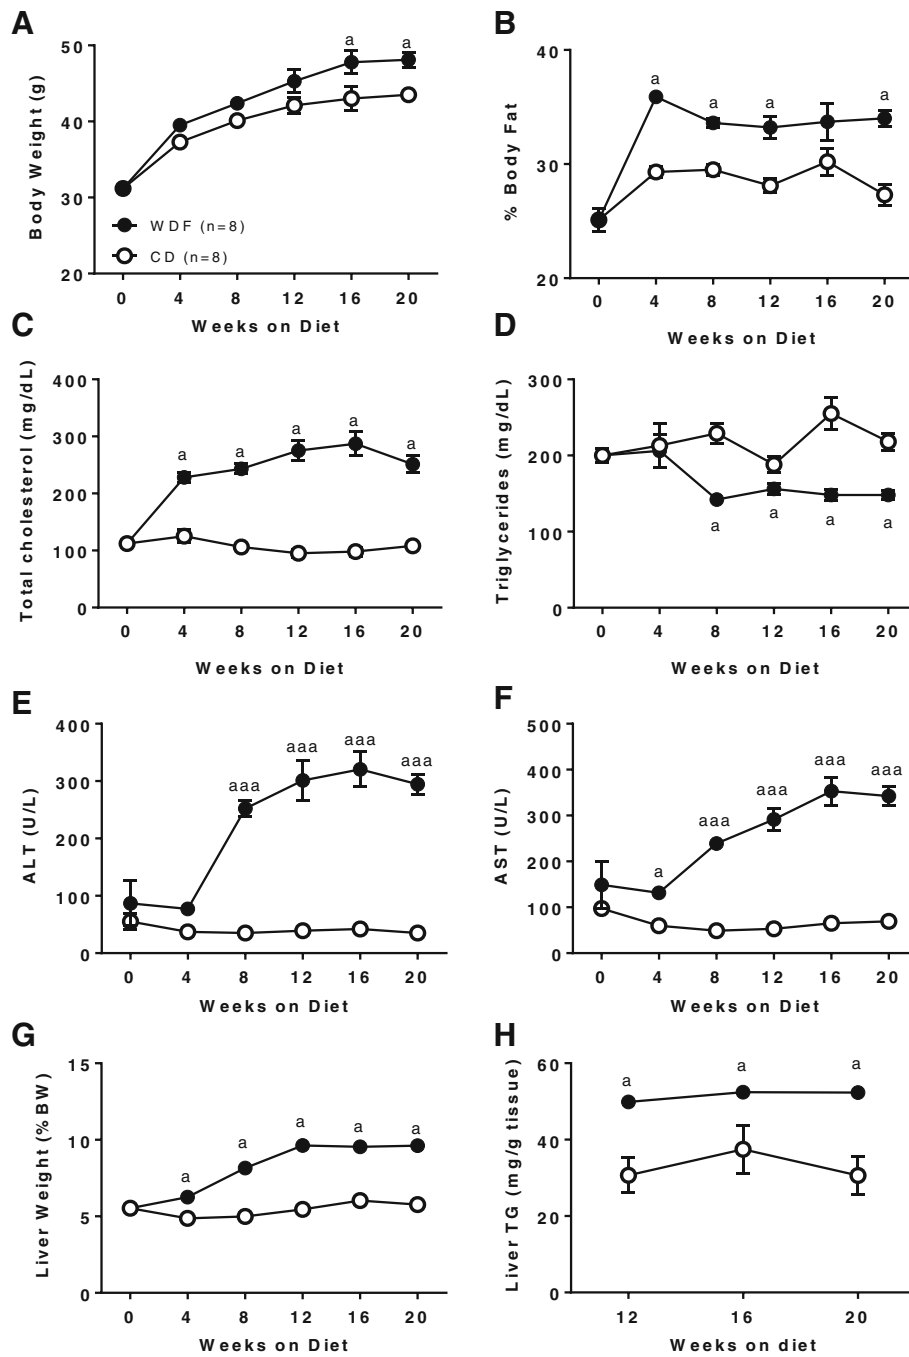 A
Body Weight (g)
50
40
30
20
a a
WDF (n=8)
CD (n=8)
0 4 8 12 16 20
Weeks on Diet
B
% Body Fat
40
30
20
a a a a
0 4 8 12 16 20
Weeks on Diet
C
Total cholesterol (mg/dL)
400
300
200
100
0
a a a a a
0 4 8 12 16 20
Weeks on Diet
D
Triglycerides (mg/dL)
300
200
100
0
a a a a
0 4 8 12 16 20
Weeks on Diet
E
ALT (U/L)
400
300
200
100
0
aaa aaa aaa aaa
0 4 8 12 16 20
Weeks on Diet
F
AST (U/L)
500
400
300
200
100
0
a aaa aaa aaa aaa
0 4 8 12 16 20
Weeks on Diet
G
Liver Weight (% BW)
15
10
5
0
a a a a a
0 4 8 12 16 20
Weeks on Diet
H
Liver TG (mg/g tissue)
60
40
20
0
a a a
12 16 20
Weeks on diet